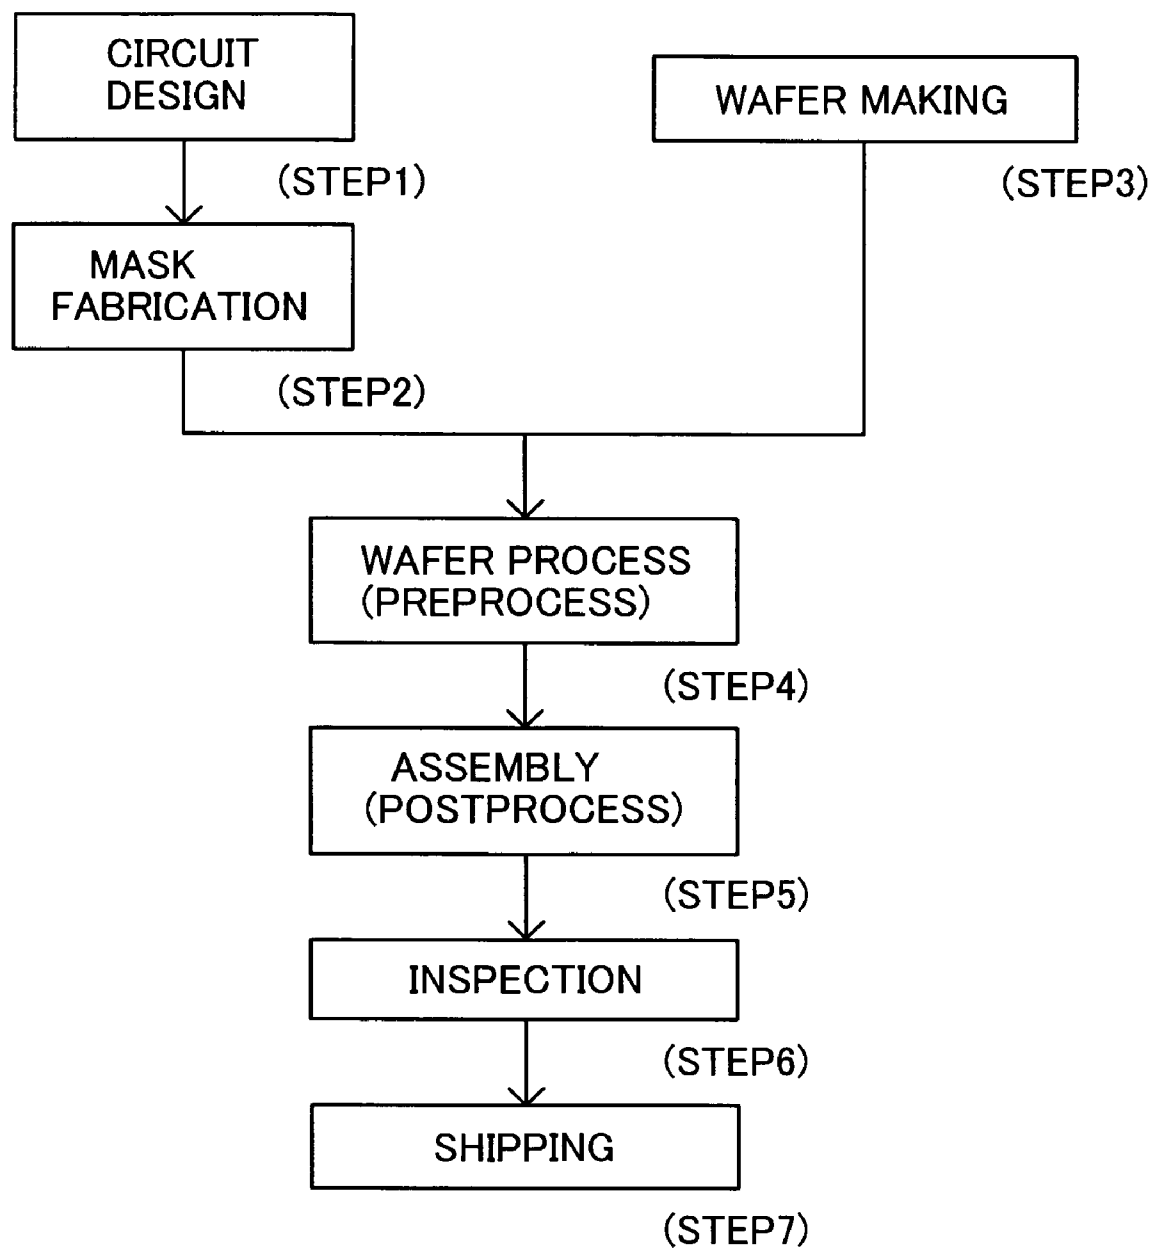 CIRCUIT
DESIGN
(STEP1)
MASK
FABRICATION
(STEP2)
WAFER MAKING
(STEP3)
WAFER PROCESS
(PREPROCESS)
(STEP4)
ASSEMBLY
(POSTPROCESS)
(STEP5)
INSPECTION
(STEP6)
SHIPPING
(STEP7)